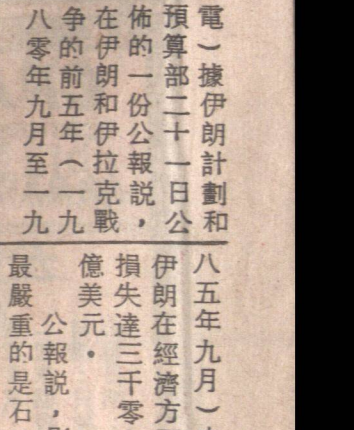 電）據伊朗計劃和
預算部二十一日公
佈的一份公報説，
在伊朗和伊拉克戰
争的前五年（一九
八零年九月至一九
八五年九月）
伊朗在經濟方
損失達三千零
億美元。
公報説，
最嚴重的是石